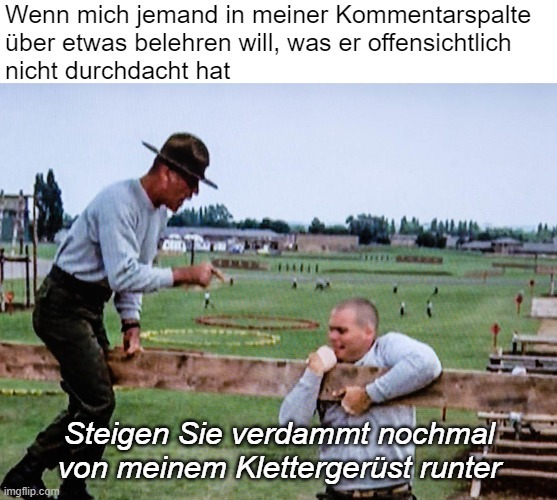 Wenn mich jemand in meiner Kommentarspalte
über etwas belehren will, was er offensichtlich
nicht durchdacht hat
Steigen Sie verdammt nochmal
von meinem Klettergerüst runter
imgflip.com